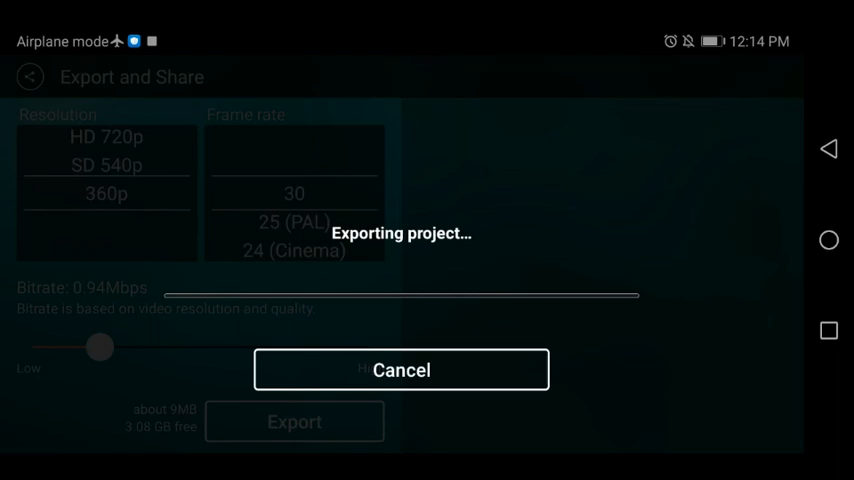 Airplane mode
12:14 PM
Export and Share
Resolution
Frame rate
HD 720p
SD 540p
360p
30
25 (PAL)
24 (Cinema)
Exporting project...
Bitrate: 0.94Mbps
Bitrate is based on video resolution and quality
Low
Cancel
about 9MB
3.08 GB free
Export